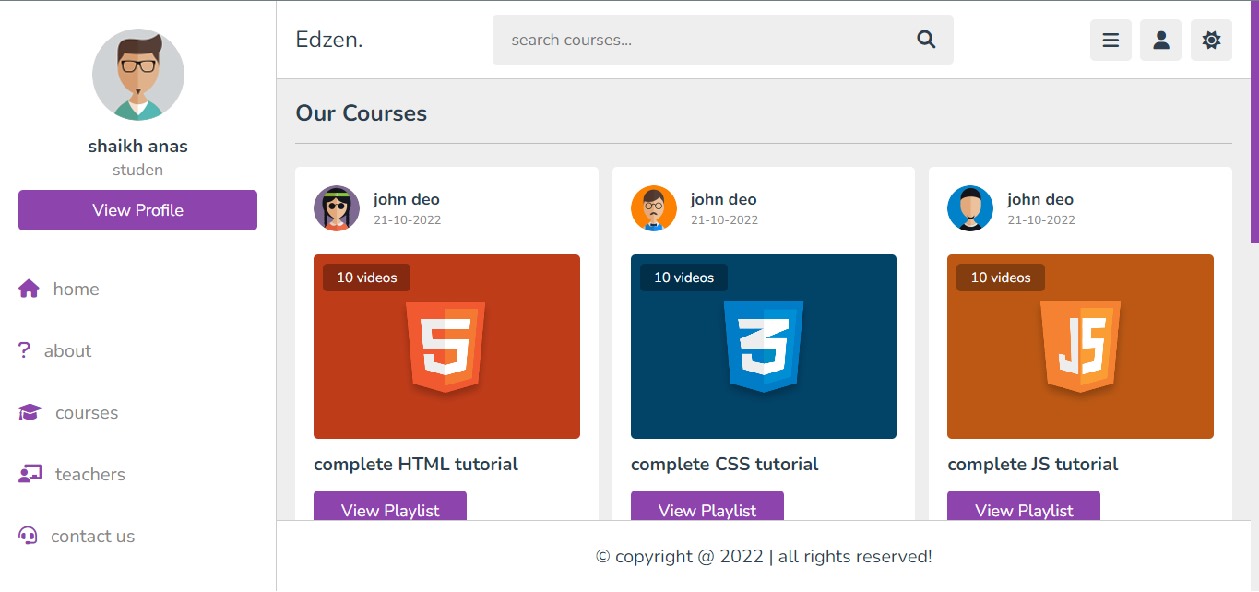 shaikh anas
studen
View Profile
home
? about
courses
teachers
contact us
Edzen.
search courses...
Our Courses
john deo
21-10-2022
10 videos
5
complete HTML tutorial
View Playlist
john deo
21-10-2022
10 videos
3
complete CSS tutorial
View Playlist
john deo
21-10-2022
10 videos
JS
complete JS tutorial
View Playlist
© copyright @ 2022 | all rights reserved!